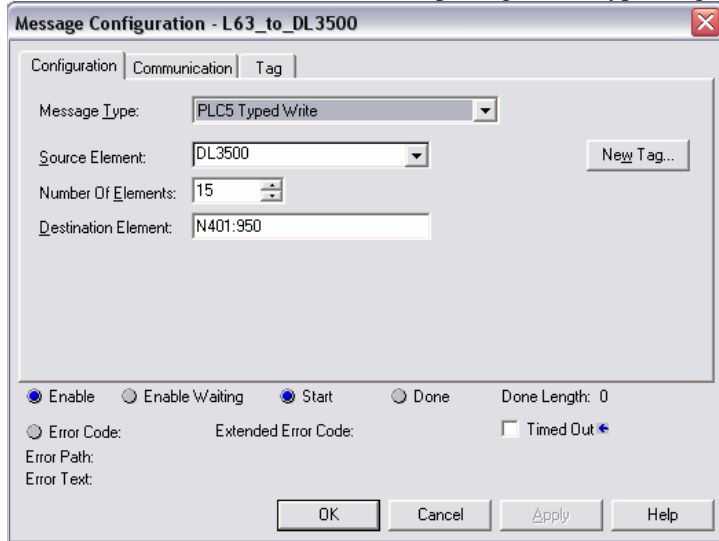 Message Configuration - L63_to_DL3500
Configuration Communication Tag
Message Type: PLC5 Typed Write
Source Element: DL3500 New Tag...
Number Of Elements: 15
Destination Element: N401:950
Enable Enable Waiting Start Done Done Length: 0
Error Code: Extended Error Code: Timed Out
Error Path:
Error Text:
OK Cancel Apply Help